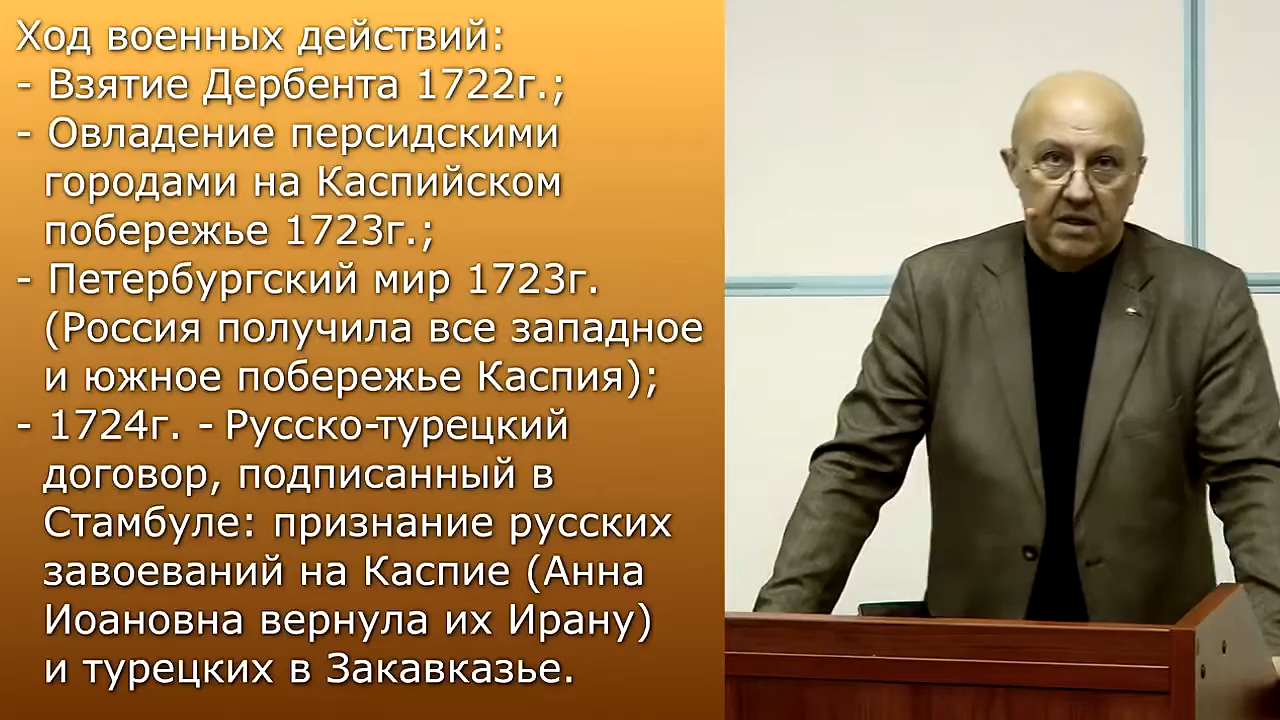 Ход военных действий:
- Взятие Дербента 1722г.;
- Овладение персидскими
городами на Каспийском
побережье 1723г.;
- Петербургский мир 1723г.
(Россия получила все западное
и южное побережье Каспия);
- 1724г. - Русско-турецкий
договор, подписанный в
Стамбуле: признание русских
завоеваний на Каспие (Анна
Иоановна вернула их Ирану)
и турецких в Закавказье.